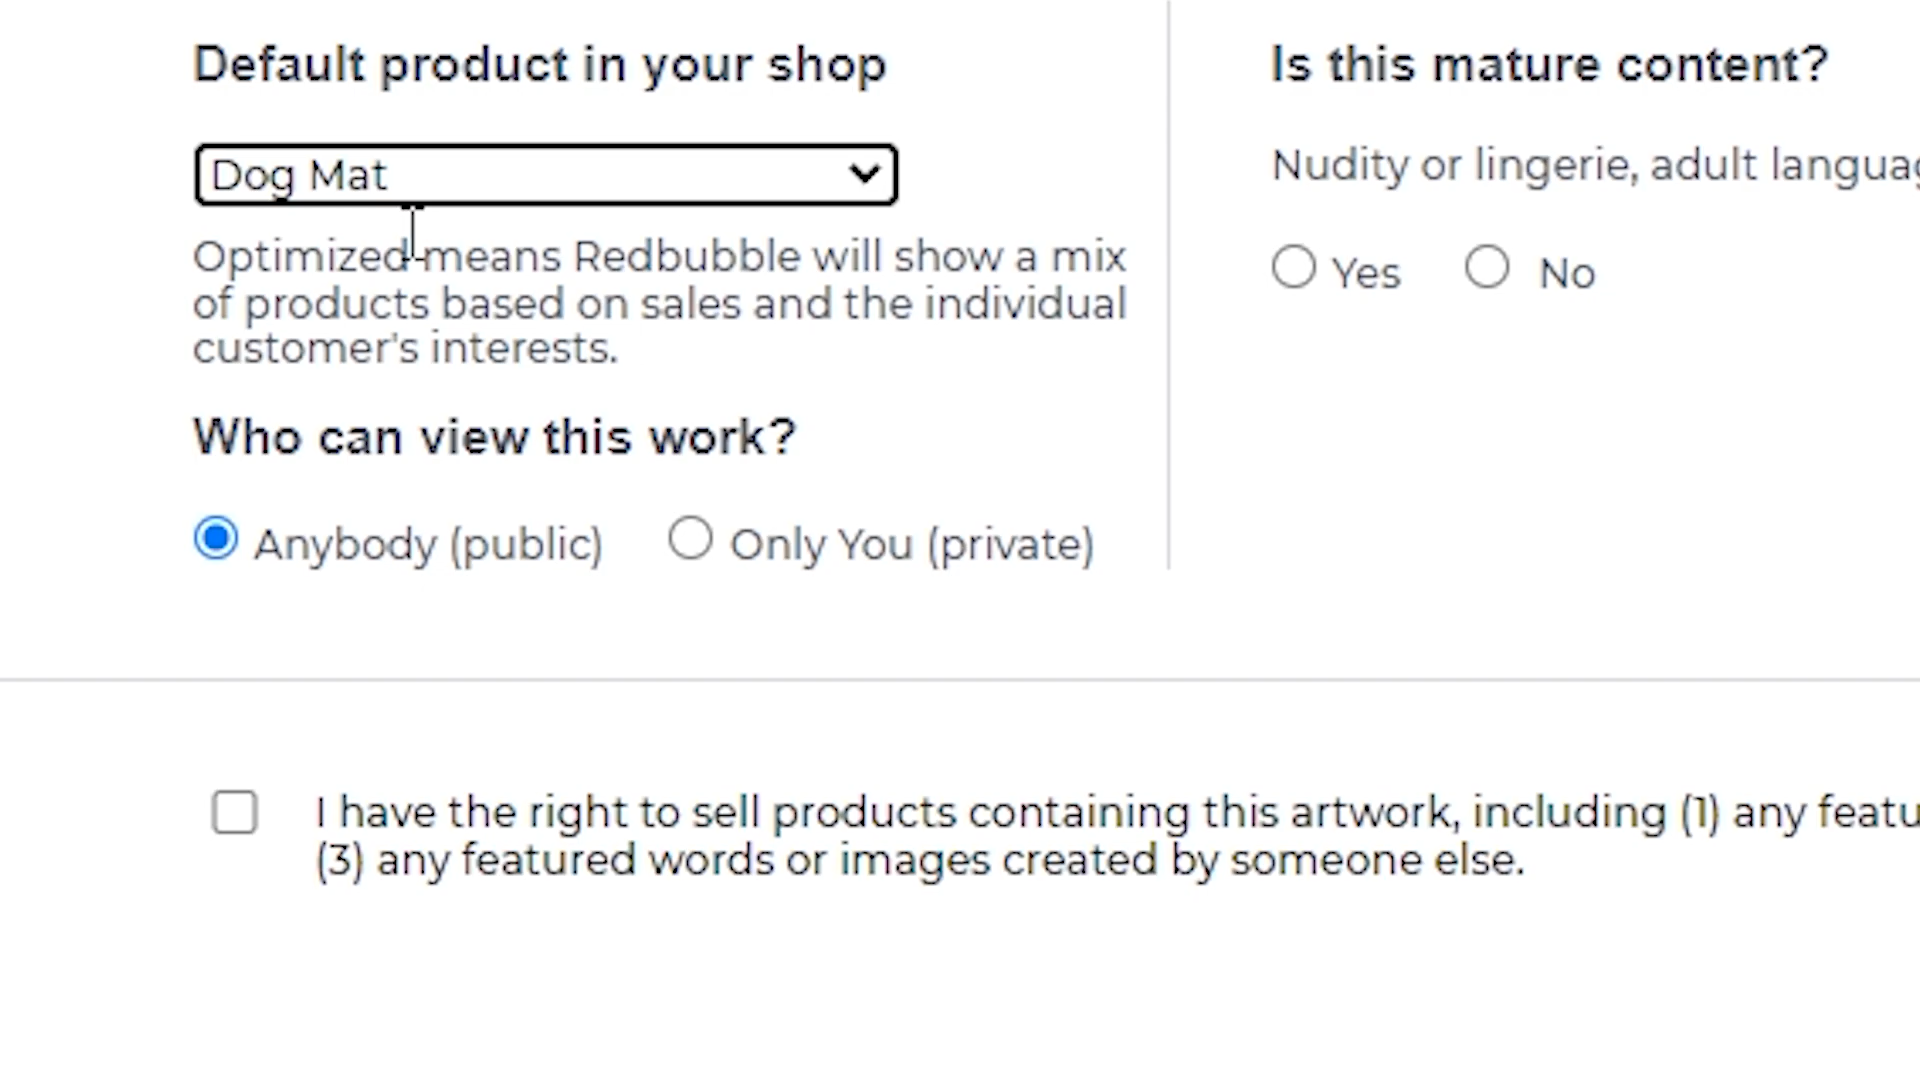 Default product in your shop
Dog Mat
Optimized means Redbubble will show a mix
of products based on sales and the individual
customer's interests.
Who can view this work?
Anybody (public) Only You (private)
Is this mature content?
Nudity or lingerie, adult
Yes No
I have the right to sell products containing this artwork, including (1) any
(3) any featured words or images created by someone else.